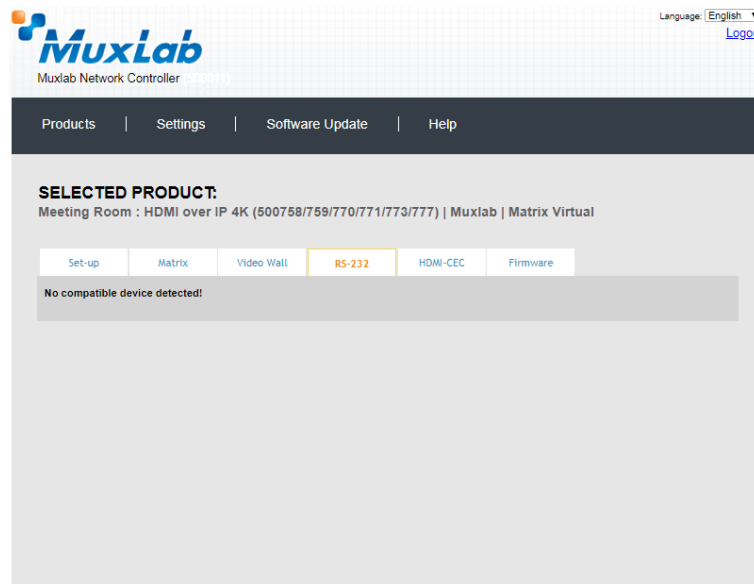 Language: English
Logo
MuxLab
Muxlab Network Controller (500811)
Products | Settings | Software Update | Help
SELECTED PRODUCT:
Meeting Room : HDMI over IP 4K (500758/759/770/771/773/777) | Muxlab | Matrix Virtual
Set-up Matrix Video Wall RS-232 HDMI-CEC Firmware
No compatible device detected!